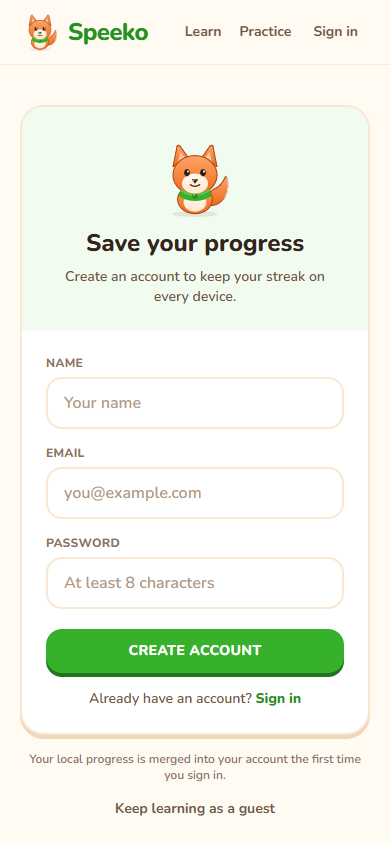 Speeko
Learn
Practice
Sign in
Save your progress
Create an account to keep your streak on
every device.
NAME
Your name
EMAIL
you@example.com
PASSWORD
At least 8 characters
CREATE ACCOUNT
Already have an account? Sign in
Your local progress is merged into your account the first time
you sign in.
Keep learning as a guest